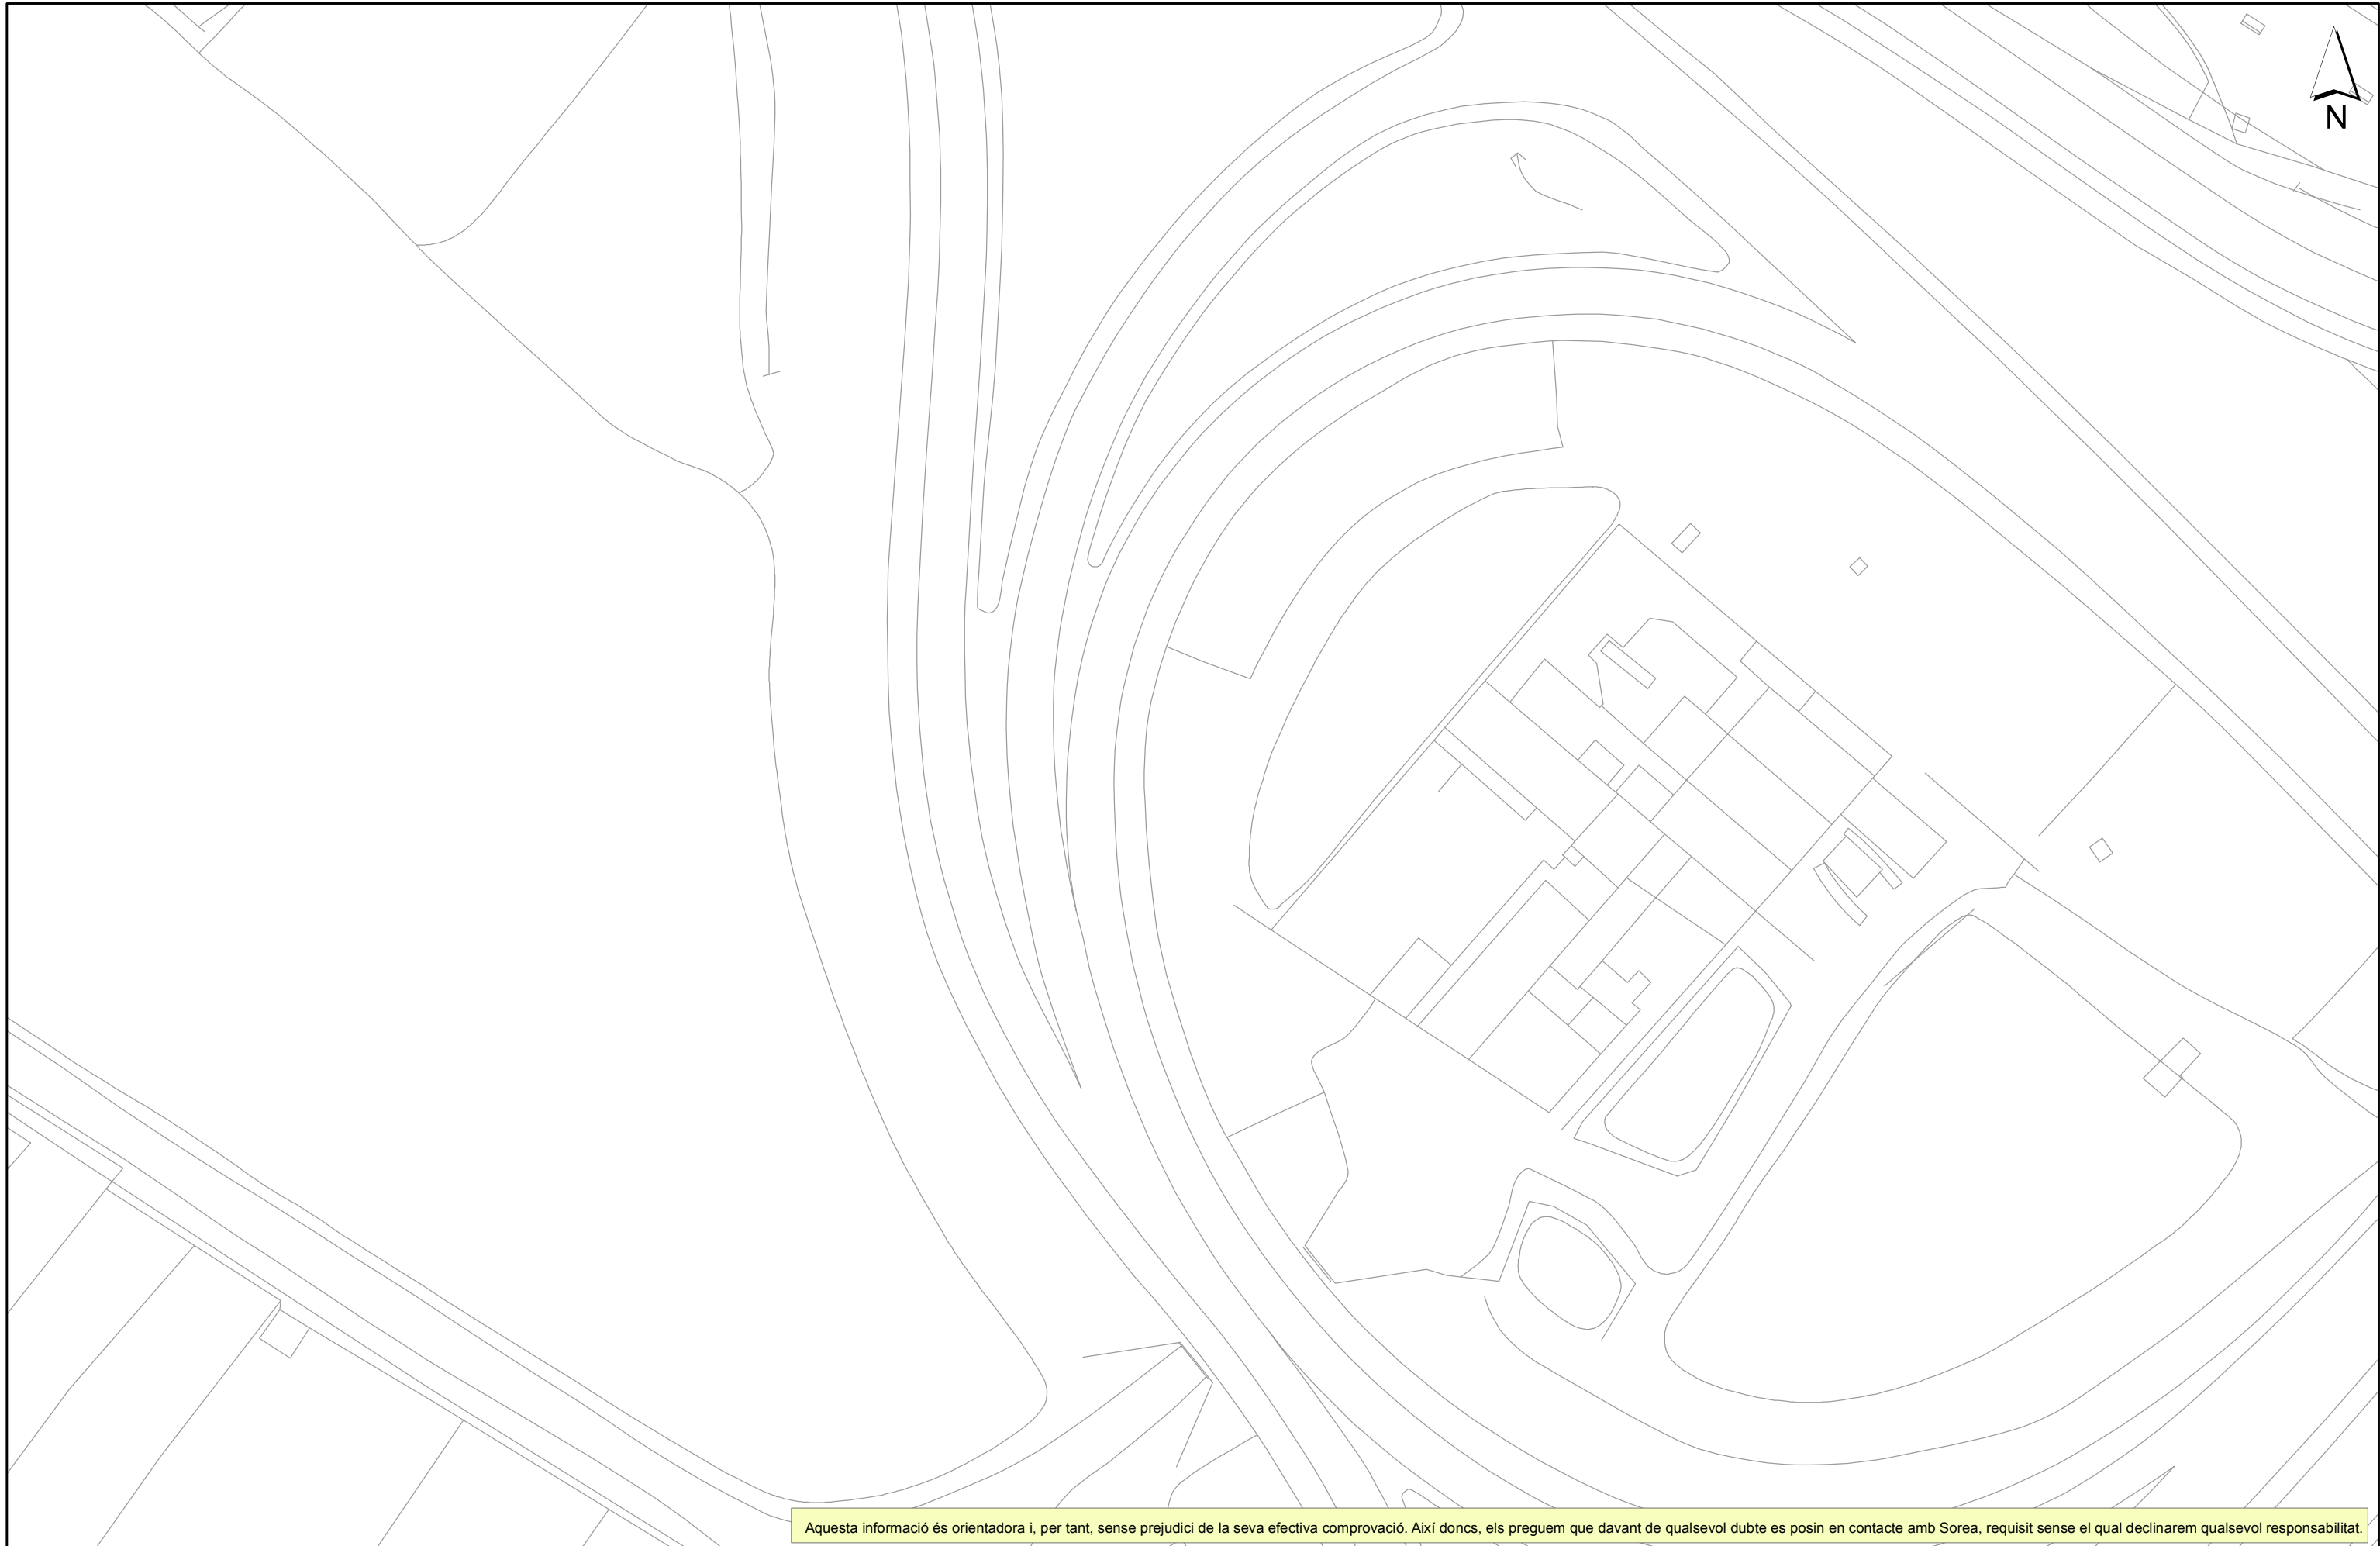 N
Aquesta informació és orientadora i, per tant, sense prejudici de la seva efectiva comprovació. Així doncs, els preguem que davant de qualsevol dubte es posin en contacte amb Sorea, requisit sense el qual declinarem qualsevol responsabilitat.